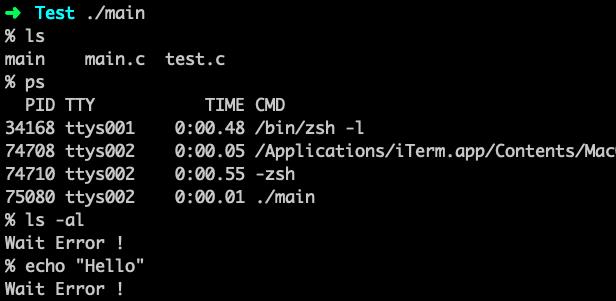 ➜ Test ./main
% ls
main    main.c  test.c
% ps
  PID TTY           TIME CMD
34168 ttys001    0:00.48 /bin/zsh -l
74708 ttys002    0:00.05 /Applications/iTerm.app/Contents/Mac
74710 ttys002    0:00.55 -zsh
75080 ttys002    0:00.01 ./main
% ls -al
Wait Error !
% echo "Hello"
Wait Error !